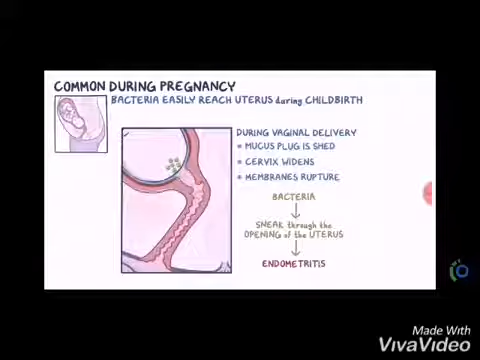 COMMON DURING PREGNANCY
BACTERIA EASILY REACH UTERUS during CHILDBIRTH
DURING VAGINAL DELIVERY
* MUCUS PLUG IS SHED
* CERVIX WIDENS
* MEMBRANES RUPTURE
BACTERIA
SNEAK through the
OPENING of the UTERUS
ENDOMETRITIS
Made With
VivaVideo